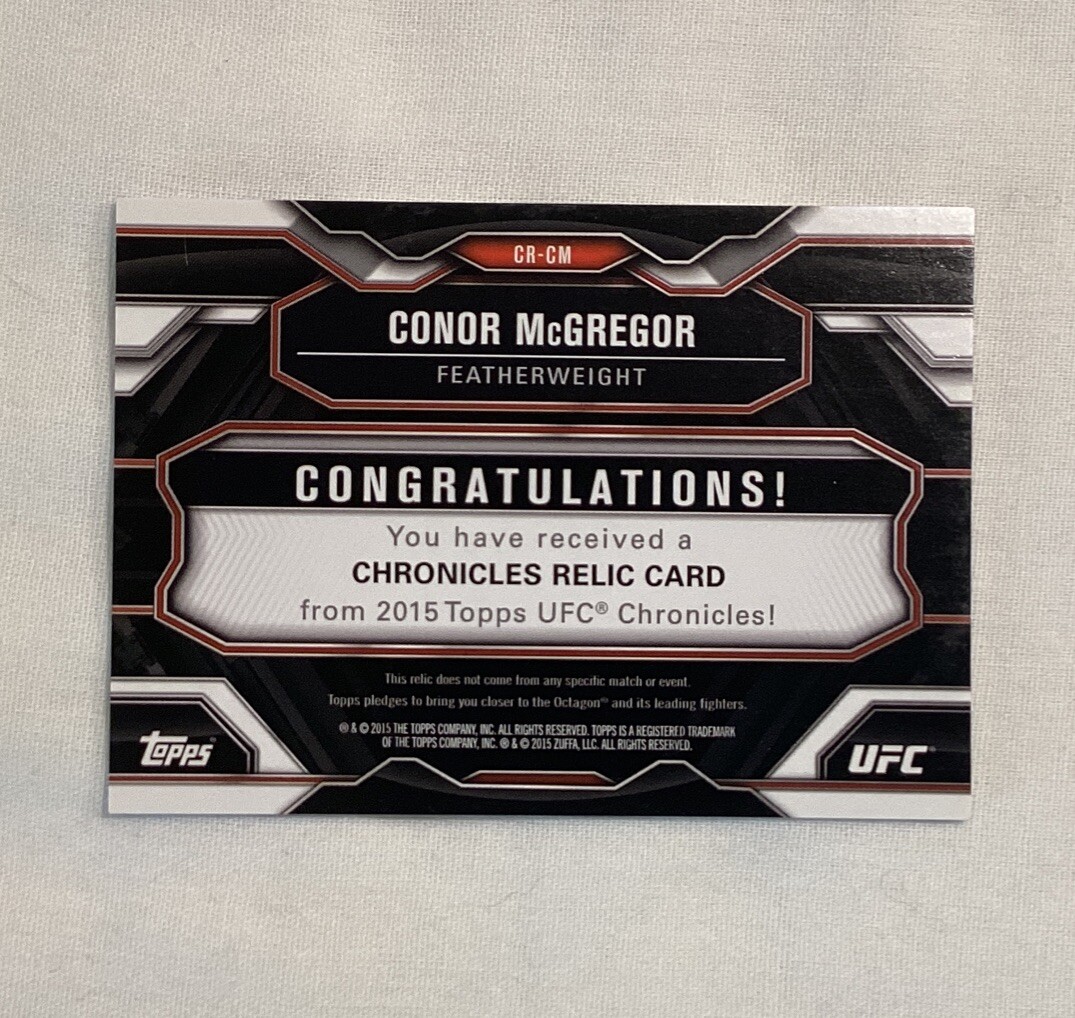 CR-CM
CONOR McGREGOR
FEATHERWEIGHT
CONGRATULATIONS!
You have received a
CHRONICLES RELIC CARD
from 2015 Topps UFC® Chronicles!
This relic does not come from any specific match or event.
Topps pledges to bring you closer to the Octagon® and its leading fighters.
® & © 2015 THE TOPPS COMPANY, INC. ALL RIGHTS RESERVED. TOPPS IS A REGISTERED TRADEMARK
OF THE TOPPS COMPANY, INC. ® & © 2015 ZUFFA, LLC. ALL RIGHTS RESERVED.
Topps®
UFC®